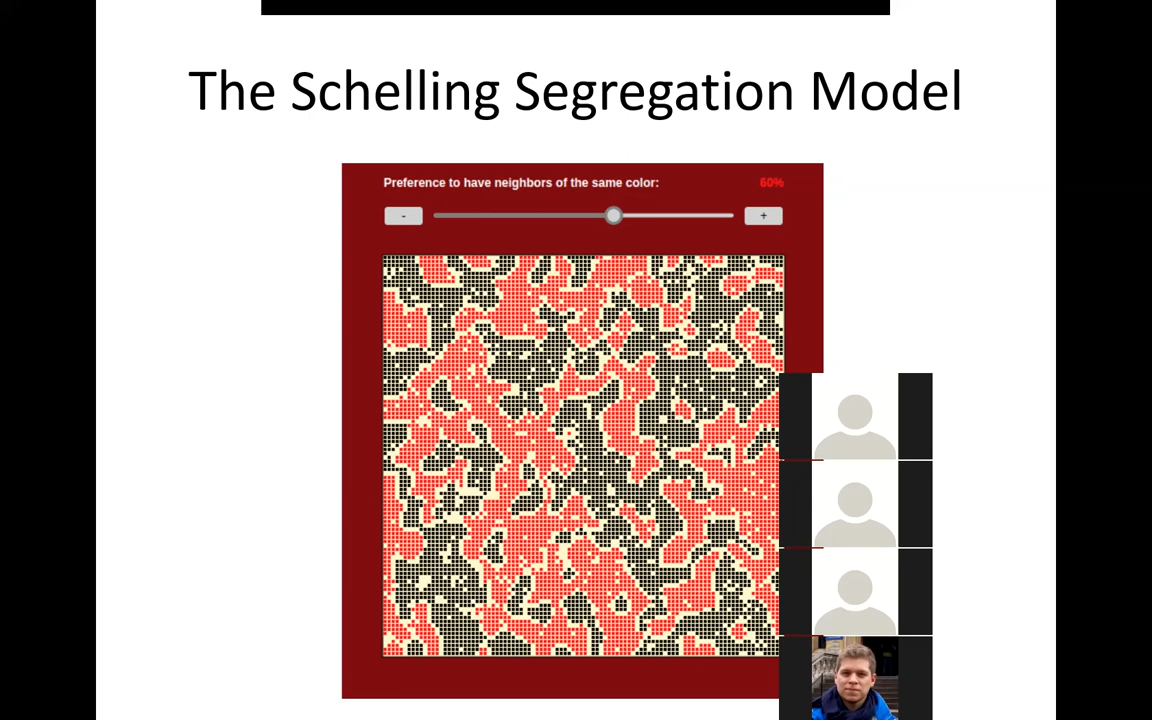 The Schelling Segregation Model
Preference to have neighbors of the same color: 60%
- +